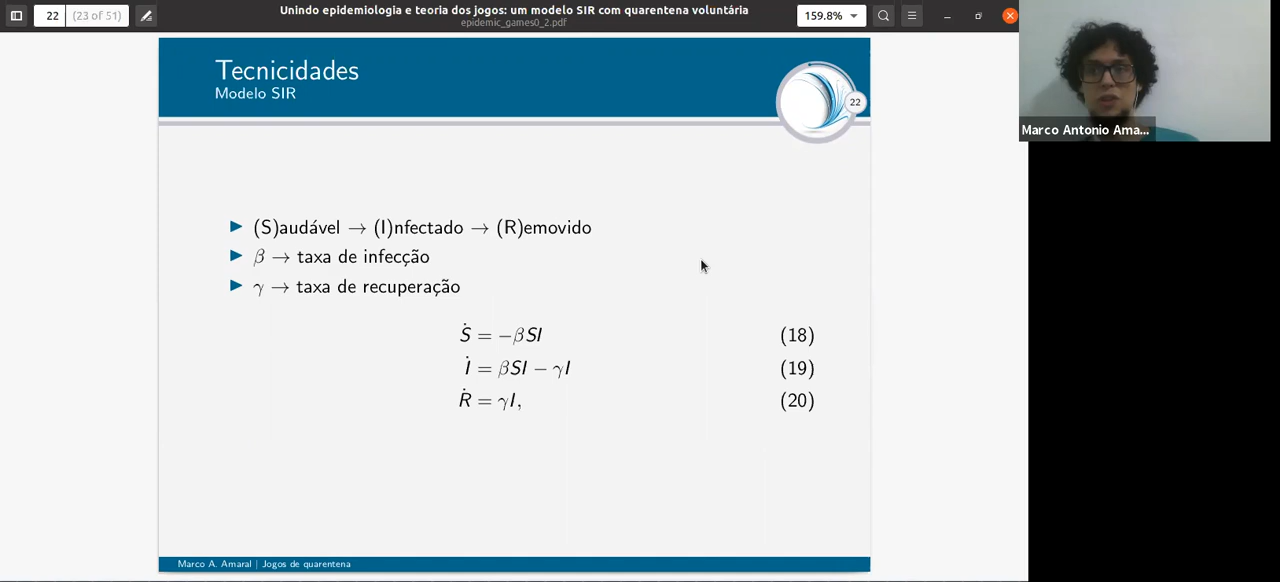 22 (23 of 51)
Unindo epidemiologia e teoria dos jogos: um modelo SIR com quarentena voluntária
epidemic_games0_2.pdf
159.8%
Tecnicidades
Modelo SIR
22
Marco Antonio Ama...
(S)audável → (I)nfectado → (R)emovido
β → taxa de infecção
γ → taxa de recuperação
Ṡ = −βSI (18)
İ = βSI − γI (19)
Ṙ = γI, (20)
Marco A. Amaral | Jogos de quarentena